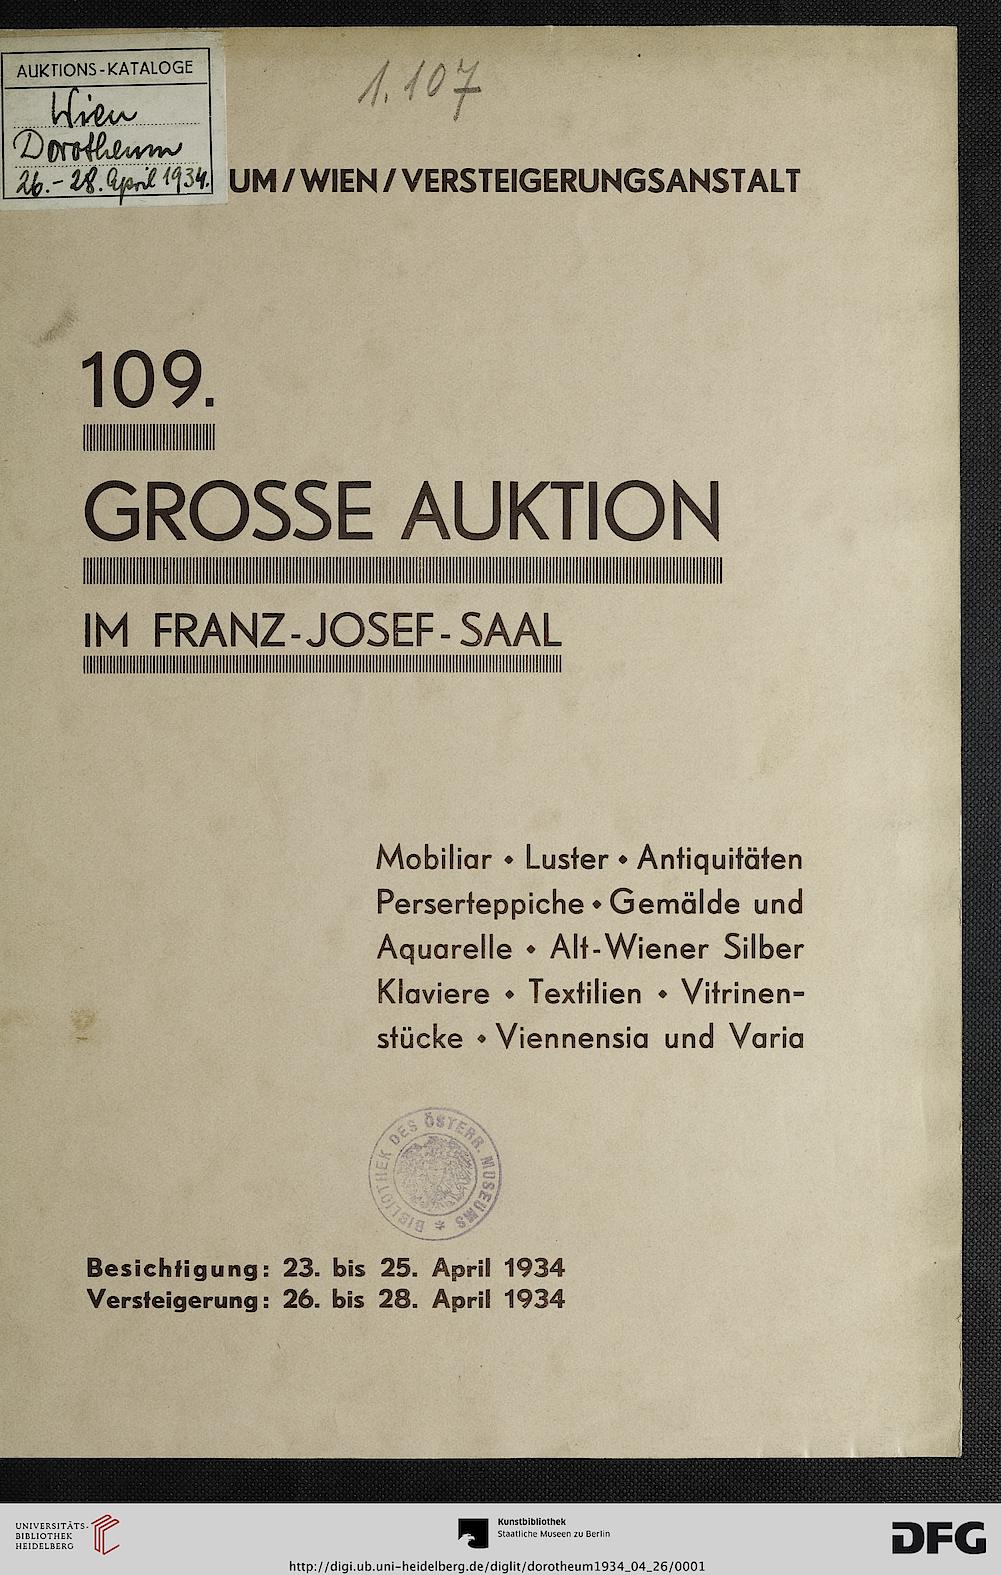 AUKTIONS-KATALOGE
Wien
Dorotheum
26.-28. April 1934.
1.107
UM / WIEN / VERSTEIGERUNGSANSTALT
109.
GROSSE AUKTION
IM FRANZ-JOSEF-SAAL
Mobiliar • Luster • Antiquitäten
Perserteppiche • Gemälde und
Aquarelle • Alt-Wiener Silber
Klaviere • Textilien • Vitrinen-
stücke • Viennensia und Varia
BIBLIOTHEK DES ÖSTERR. MUSEUMS *
Besichtigung: 23. bis 25. April 1934
Versteigerung: 26. bis 28. April 1934
UNIVERSITÄTS-
BIBLIOTHEK
HEIDELBERG
Kunstbibliothek
Staatliche Museen zu Berlin
DFG
http://digi.ub.uni-heidelberg.de/diglit/dorotheum1934_04_26/0001